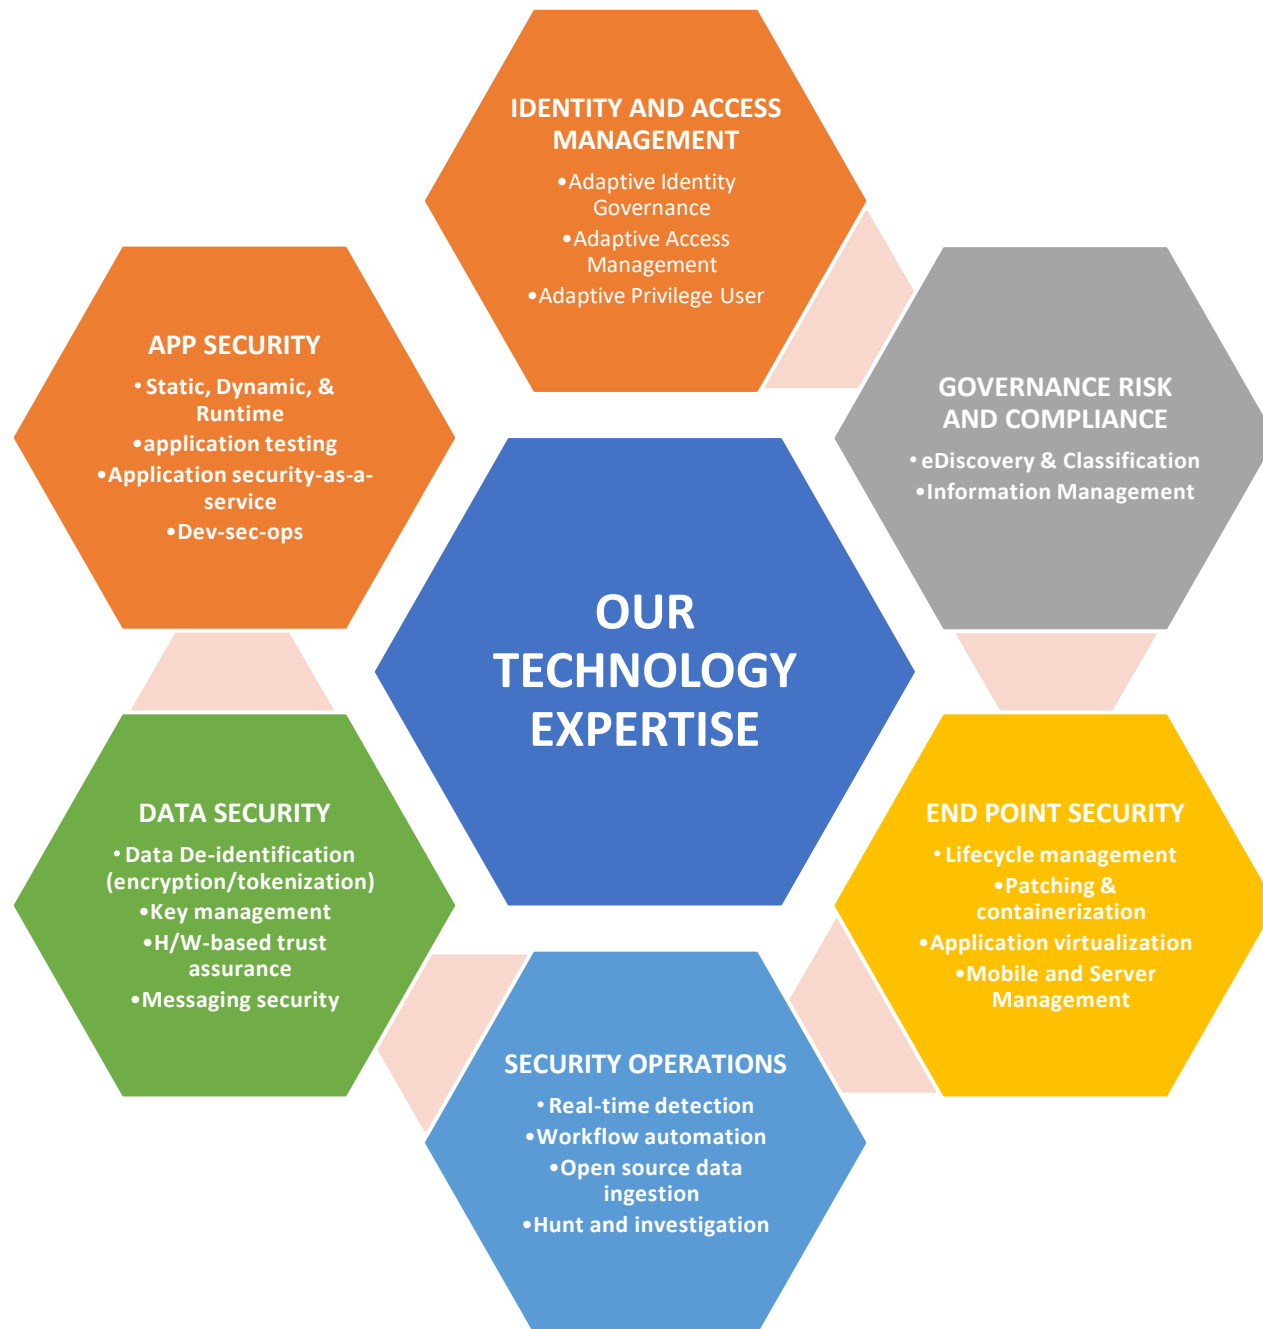 IDENTITY AND ACCESS
MANAGEMENT
•Adaptive Identity
Governance
•Adaptive Access
Management
•Adaptive Privilege User
APP SECURITY
• Static, Dynamic, &
Runtime
•application testing
•Application security-as-a-
service
•Dev-sec-ops
GOVERNANCE RISK
AND COMPLIANCE
• eDiscovery & Classification
•Information Management
OUR
TECHNOLOGY
EXPERTISE
DATA SECURITY
• Data De-identification
(encryption/tokenization)
•Key management
•H/W-based trust
assurance
•Messaging security
END POINT SECURITY
• Lifecycle management
•Patching &
containerization
•Application virtualization
•Mobile and Server
Management
SECURITY OPERATIONS
• Real-time detection
•Workflow automation
•Open source data
ingestion
•Hunt and investigation